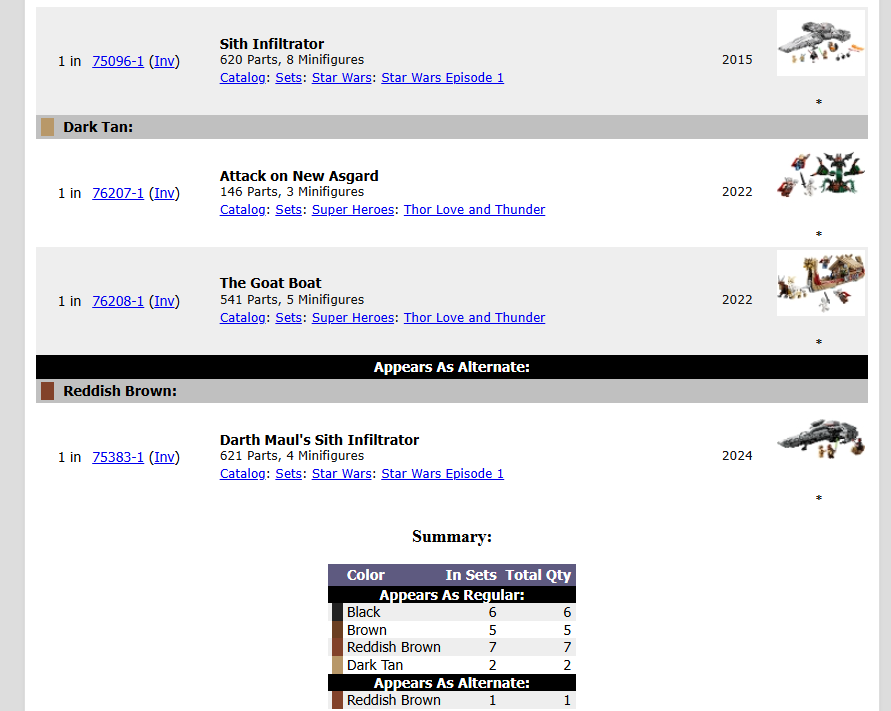 1 in 75096-1 (Inv) Sith Infiltrator 2015
620 Parts, 8 Minifigures
Catalog: Sets: Star Wars: Star Wars Episode 1
*
Dark Tan:
1 in 76207-1 (Inv) Attack on New Asgard 2022
146 Parts, 3 Minifigures
Catalog: Sets: Super Heroes: Thor Love and Thunder
*
1 in 76208-1 (Inv) The Goat Boat 2022
541 Parts, 5 Minifigures
Catalog: Sets: Super Heroes: Thor Love and Thunder
*
Appears As Alternate:
Reddish Brown:
1 in 75383-1 (Inv) Darth Maul's Sith Infiltrator 2024
621 Parts, 4 Minifigures
Catalog: Sets: Star Wars: Star Wars Episode 1
*
Summary:
Color In Sets Total Qty
Appears As Regular:
Black 6 6
Brown 5 5
Reddish Brown 7 7
Dark Tan 2 2
Appears As Alternate:
Reddish Brown 1 1